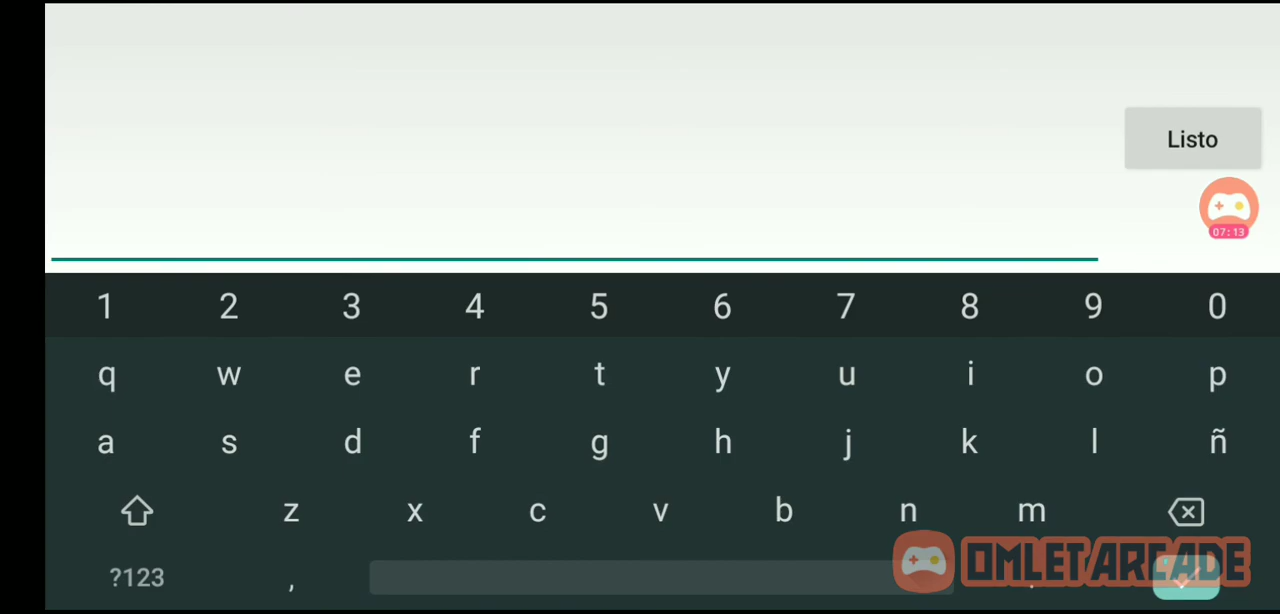 Listo
07:13
1 2 3 4 5 6 7 8 9 0
q w e r t y u i o p
a s d f g h j k l ñ
z x c v b n m
?123 , .
OMLET ARCADE